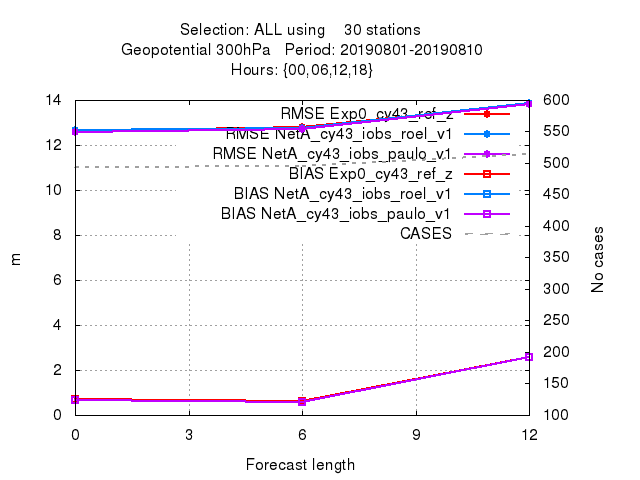 Selection: ALL using 30 stations
Geopotential 300hPa Period: 20190801-20190810
Hours: {00,06,12,18}
RMSE Exp0_cy43_ref_z
RMSE NetA_cy43_iobs_roel_v1
RMSE NetA_cy43_iobs_paulo_v1
BIAS Exp0_cy43_ref_z
BIAS NetA_cy43_iobs_roel_v1
BIAS NetA_cy43_iobs_paulo_v1
CASES
14
12
10
8
6
4
2
0
m
600
550
500
450
400
350
300
250
200
150
100
No cases
0 3 6 9 12
Forecast length